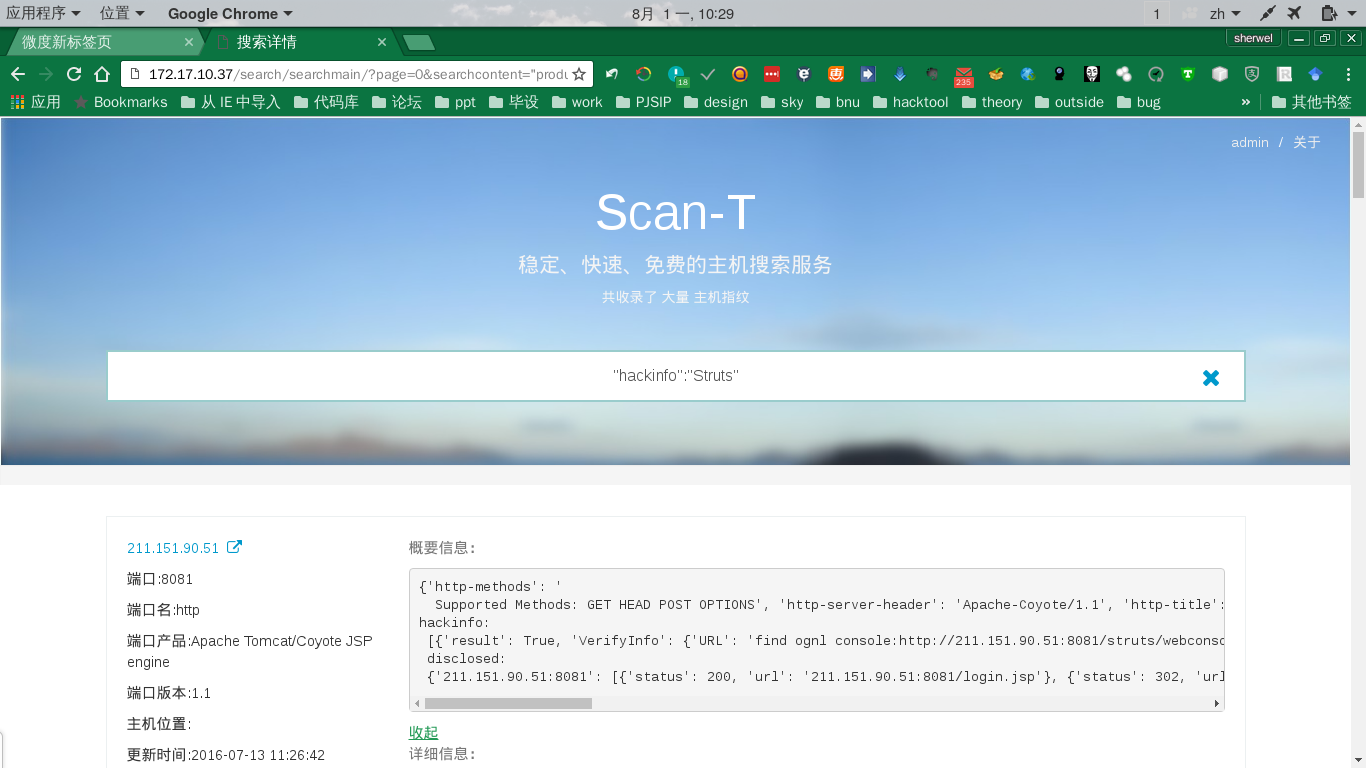 应用程序 位置 Google Chrome 8月 1 一, 10:29 1 zh
微度新标签页 搜索详情 sherwel
172.17.10.37/search/searchmain/?page=0&searchcontent="produ 18 235
应用 Bookmarks 从 IE 中导入 代码库 论坛 ppt 毕设 work PJSIP design sky bnu hacktool theory outside bug » 其他书签
admin / 关于
Scan-T
稳定、快速、免费的主机搜索服务
共收录了 大量 主机指纹
"hackinfo":"Struts"
211.151.90.51
端口:8081
端口名:http
端口产品:Apache Tomcat/Coyote JSP
engine
端口版本:1.1
主机位置:
更新时间:2016-07-13 11:26:42
概要信息:
{'http-methods': '
Supported Methods: GET HEAD POST OPTIONS', 'http-server-header': 'Apache-Coyote/1.1', 'http-title':
hackinfo:
[{'result': True, 'VerifyInfo': {'URL': 'find ognl console:http://211.151.90.51:8081/struts/webconso
disclosed:
{'211.151.90.51:8081': [{'status': 200, 'url': '211.151.90.51:8081/login.jsp'}, {'status': 302, 'url
收起
详细信息: